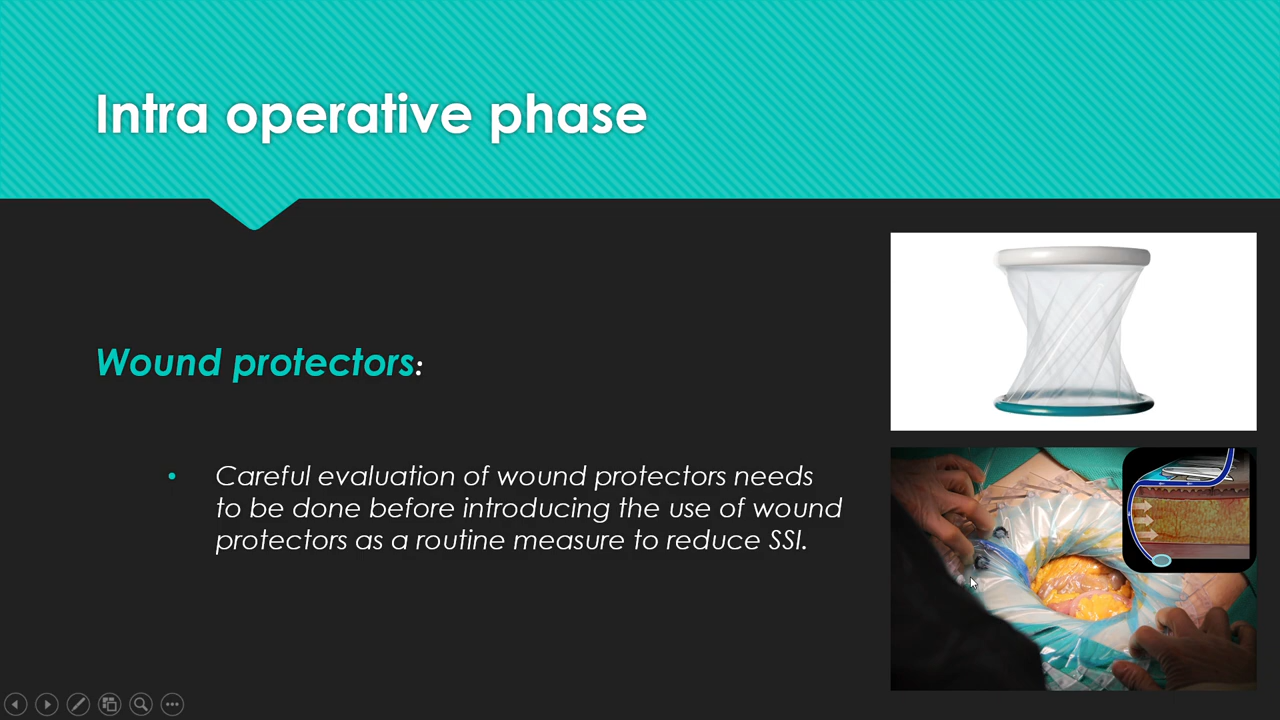 Intra operative phase
Wound protectors:
• Careful evaluation of wound protectors needs
to be done before introducing the use of wound
protectors as a routine measure to reduce SSI.